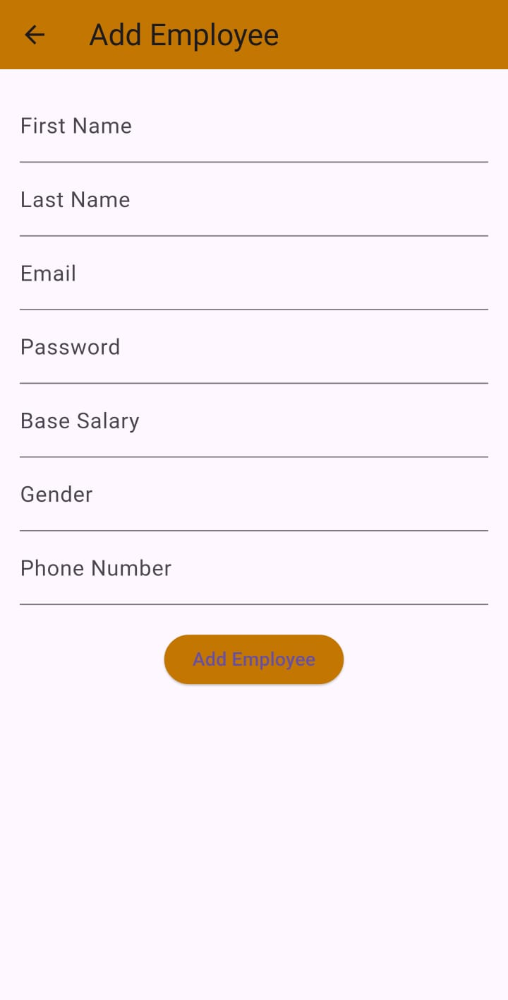 Add Employee
First Name
Last Name
Email
Password
Base Salary
Gender
Phone Number
Add Employee